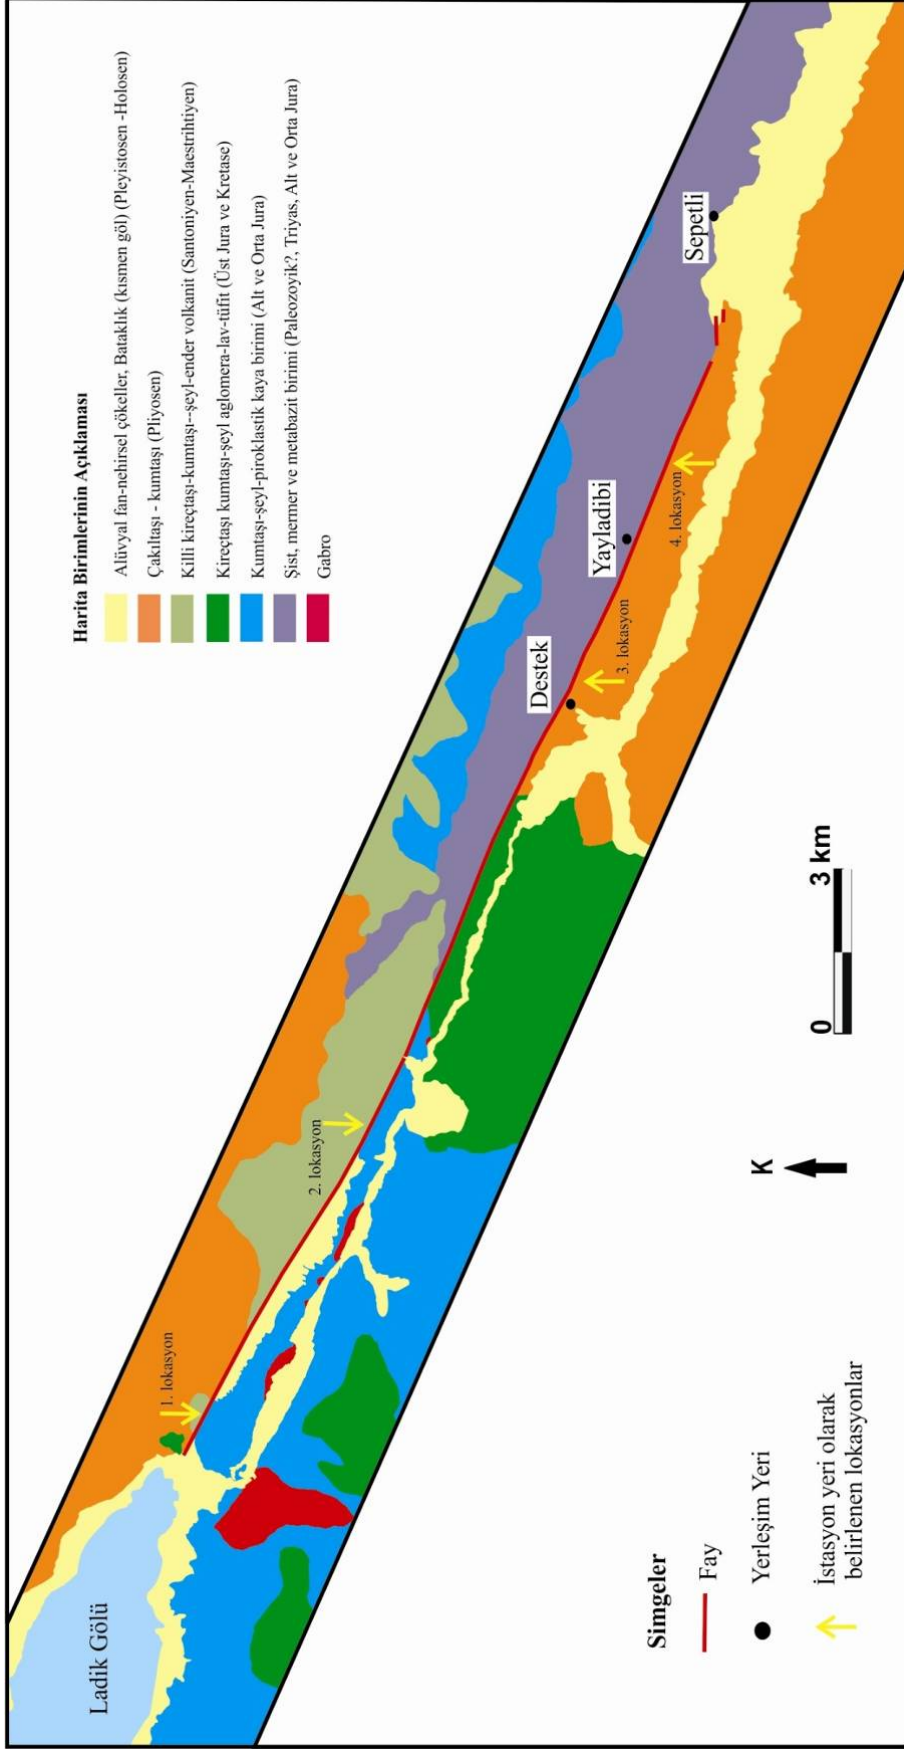 Harita Birimlerinin Açıklaması
Alüvyal fan-nehirsel çökeller, Bataklık (kısmen göl) (Pleyistosen -Holosen)
Çakıltaşı - kumtaşı (Pliyosen)
Killi kireçtaşı-kumtaşı--şeyl-ender volkanit (Santoniyen-Maestrihtiyen)
Kireçtaşı kumtaşı-şeyl aglomera-lav-tüfit (Üst Jura ve Kretase)
Kumtaşı-şeyl-piroklastik kaya birimi (Alt ve Orta Jura)
Şist, mermer ve metabazit birimi (Paleozoyik?, Triyas, Alt ve Orta Jura)
Gabro
Ladik Gölü
1. lokasyon
2. lokasyon
Destek
3. lokasyon
Yayladibi
4. lokasyon
Sepetli
Simgeler
Fay
Yerleşim Yeri
İstasyon yeri olarak
belirlenen lokasyonlar
K
0 3 km